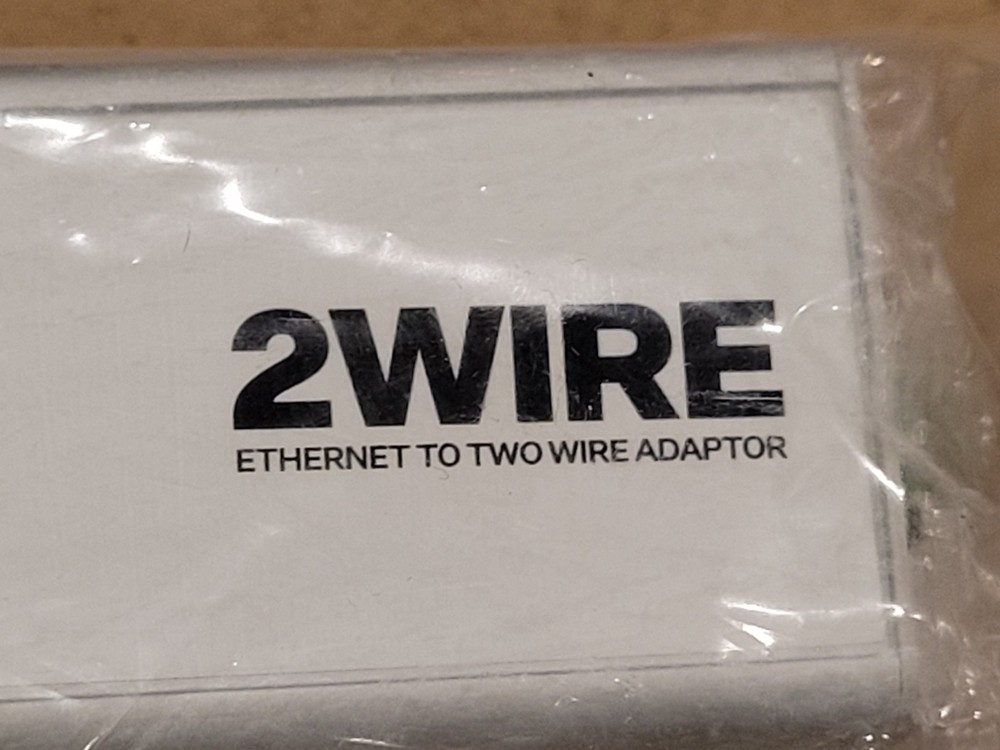 2WIRE
ETHERNET TO TWO WIRE ADAPTOR